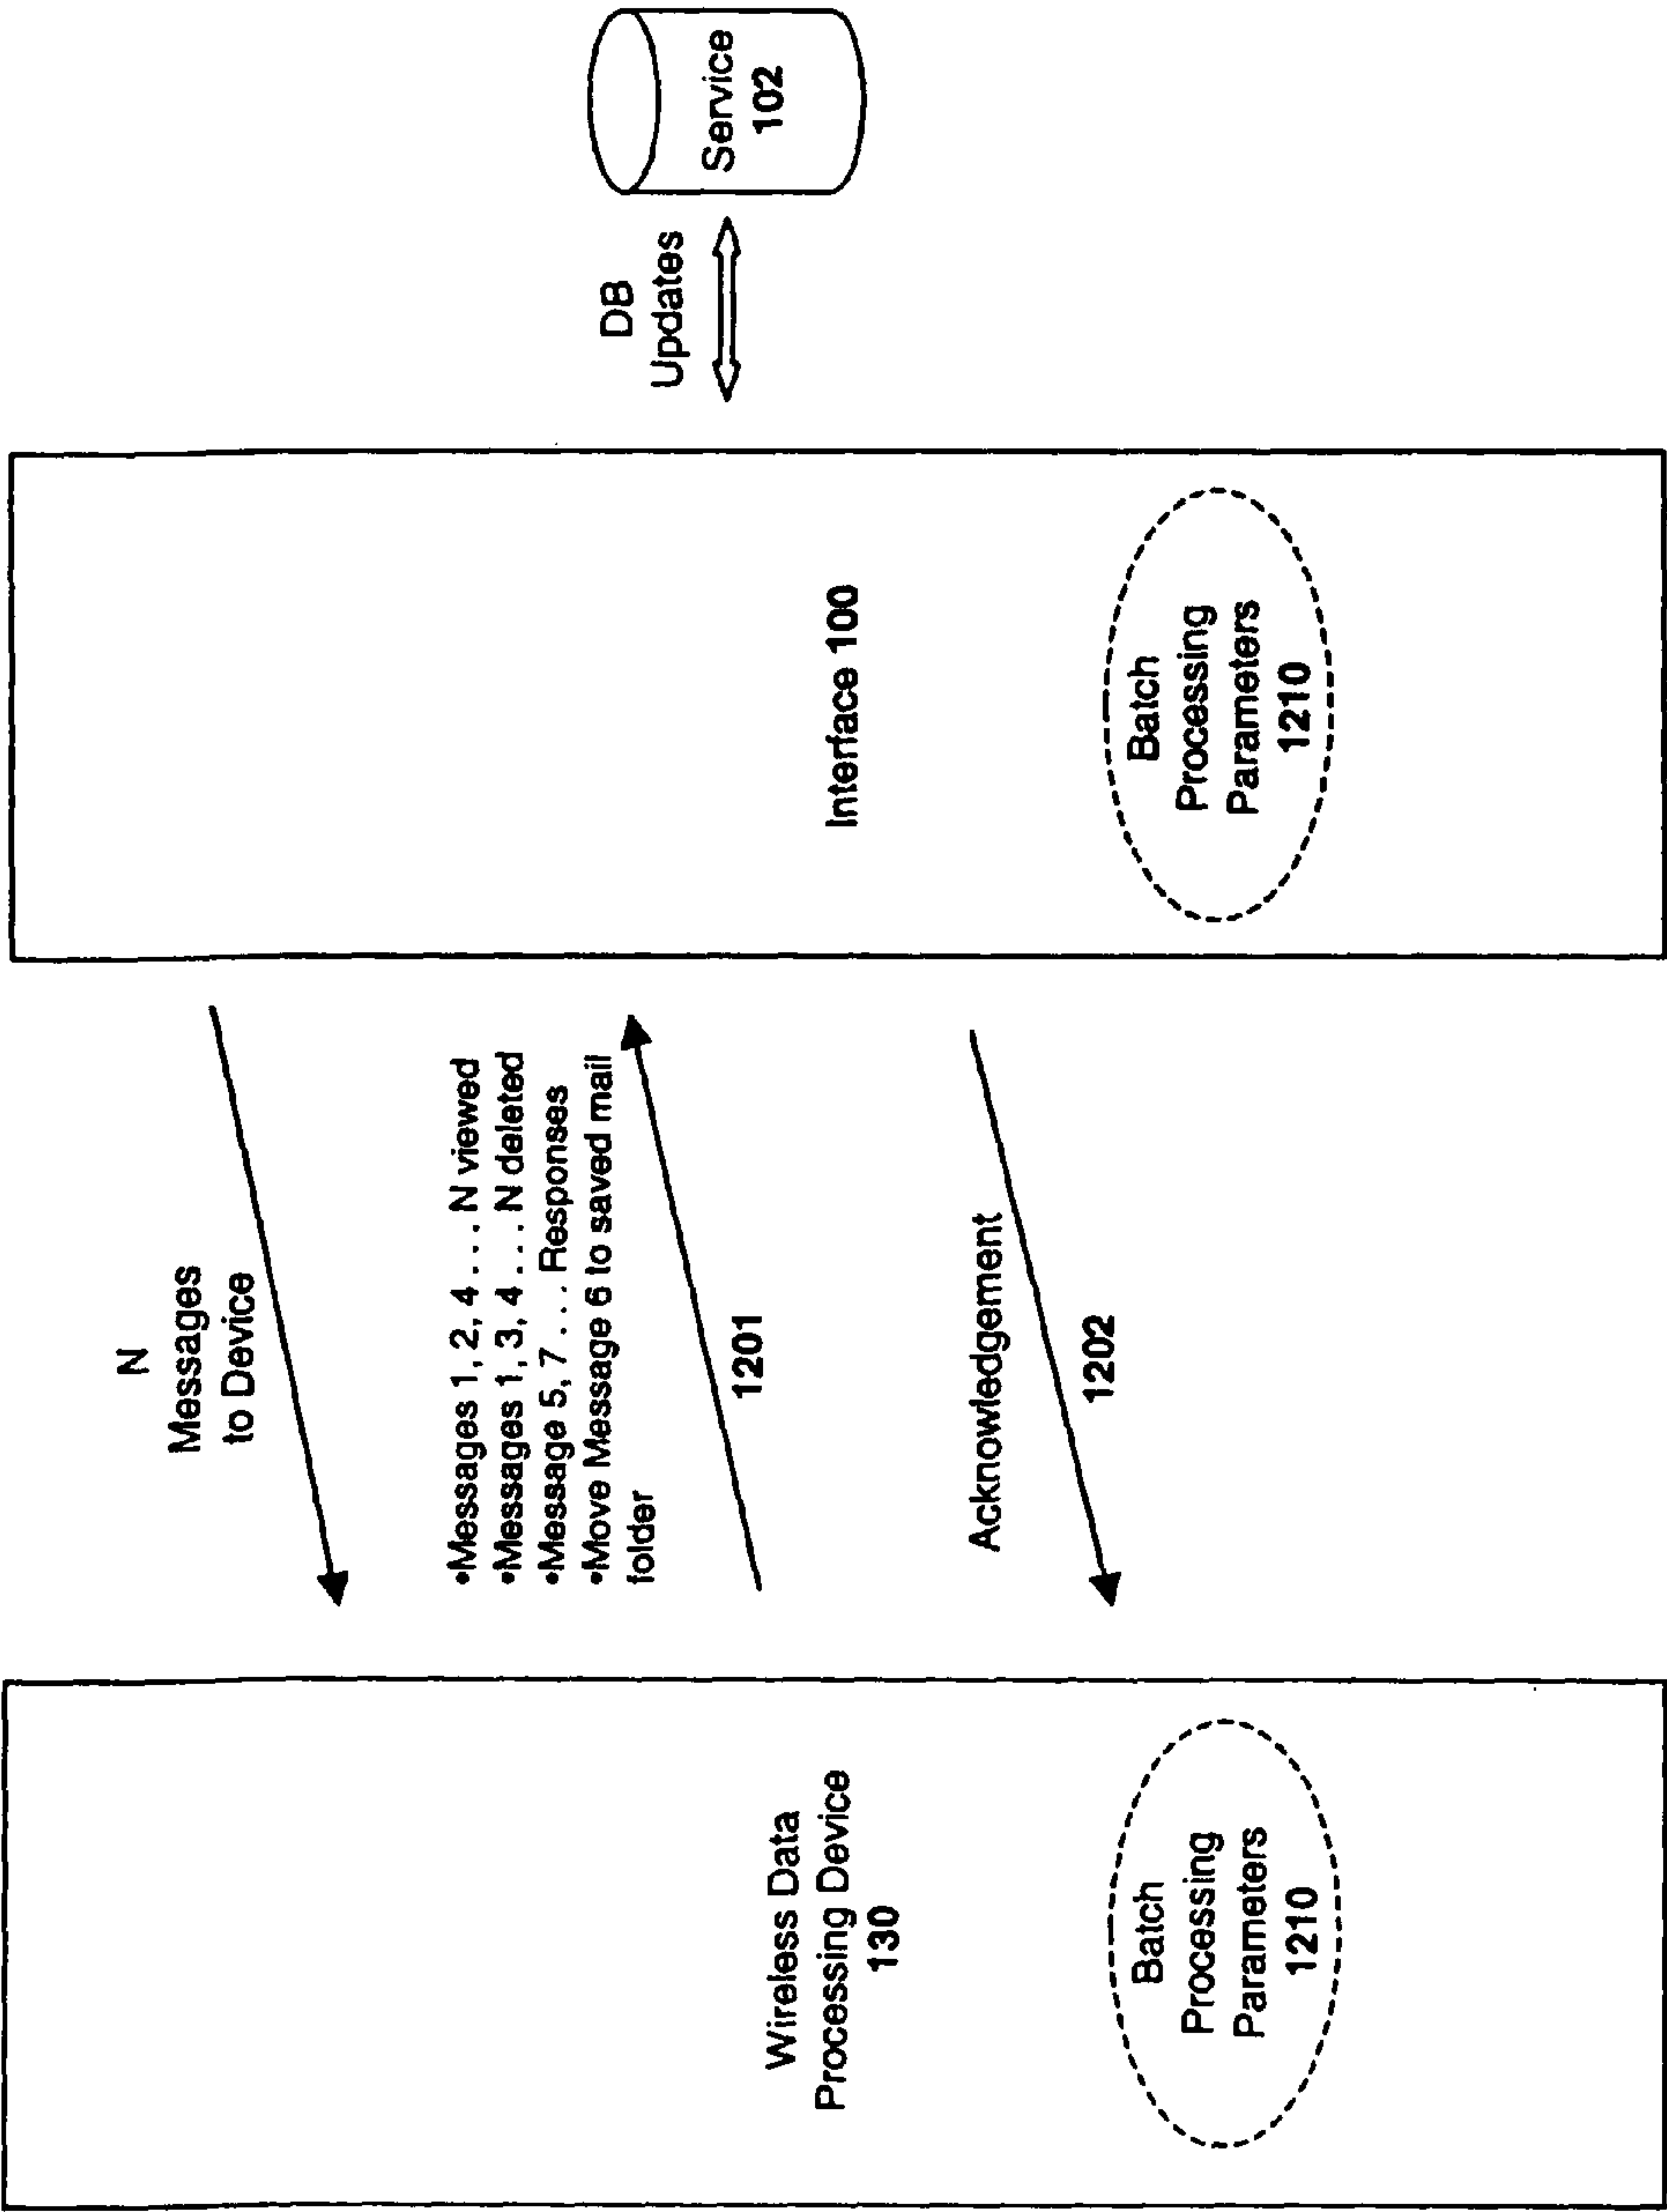 Wireless Data
Processing Device
130
Batch
Processing
Parameters
1210
N
Messages
to Device
•Messages 1, 2, 4 . . . N viewed
•Messages 1, 3, 4 . . . N deleted
•Message 5, 7 . . . Responses
•Move Message 6 to saved mail
folder
1201
Acknowledgement
1202
Interface 100
Batch
Processing
Parameters
1210
DB
Updates
Service
102